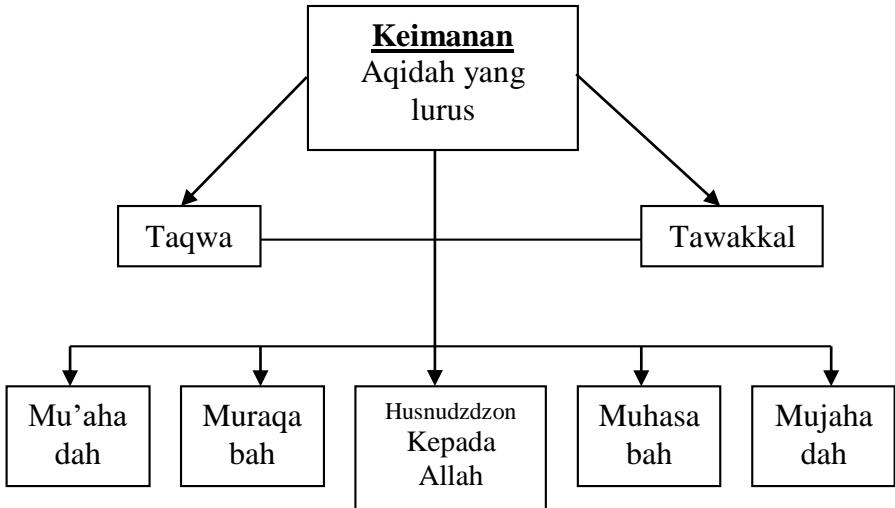 Keimanan
Aqidah yang
lurus
Taqwa
Tawakkal
Mu’aha
dah
Muraqa
bah
Husnudzdzon
Kepada
Allah
Muhasa
bah
Mujaha
dah